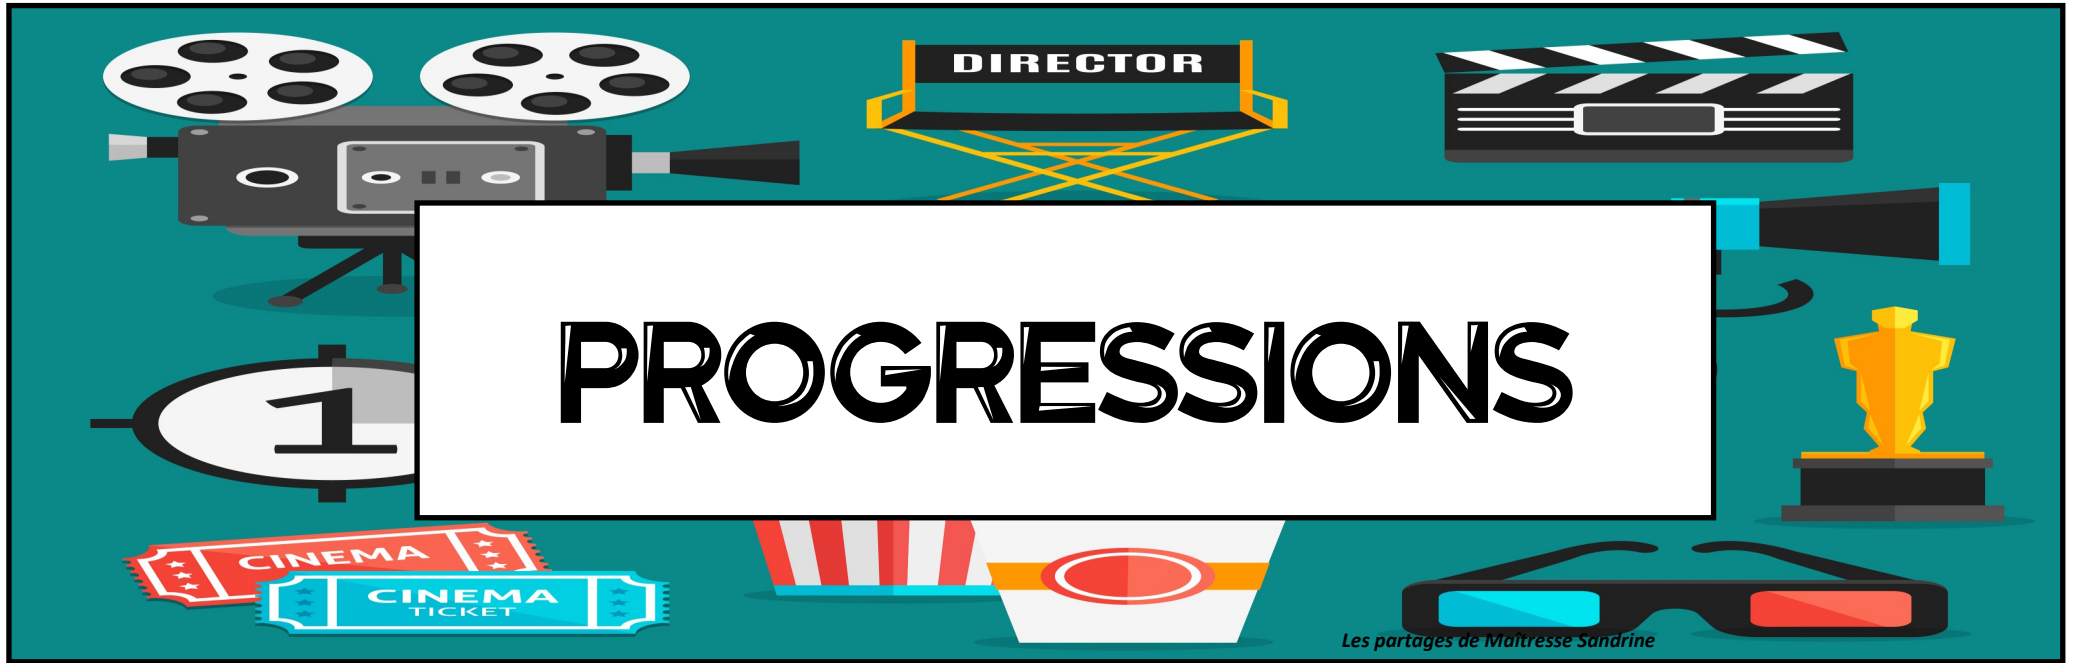 DIRECTOR
PROGRESSIONS
1
CINEMA
CINEMA
TICKET
Les partages de Maîtresse Sandrine